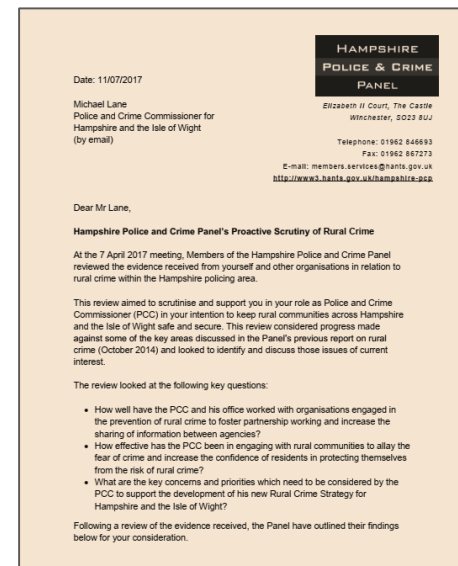 HAMPSHIRE
POLICE & CRIME
PANEL
Date: 11/07/2017
Michael Lane
Police and Crime Commissioner for
Hampshire and the Isle of Wight
(by email)
Elizabeth II Court, The Castle
Winchester, SO23 8UJ
Telephone: 01962 846693
Fax: 01962 867273
E-mail: members.services@hants.gov.uk
http://www3.hants.gov.uk/hampshire-pcp
Dear Mr Lane,
Hampshire Police and Crime Panel's Proactive Scrutiny of Rural Crime
At the 7 April 2017 meeting, Members of the Hampshire Police and Crime Panel
reviewed the evidence received from yourself and other organisations in relation to
rural crime within the Hampshire policing area.
This review aimed to scrutinise and support you in your role as Police and Crime
Commissioner (PCC) in your intention to keep rural communities across Hampshire
and the Isle of Wight safe and secure. This review considered progress made
against some of the key areas discussed in the Panel's previous report on rural
crime (October 2014) and looked to identify and discuss those issues of current
interest.
The review looked at the following key questions:
• How well have the PCC and his office worked with organisations engaged in
the prevention of rural crime to foster partnership working and increase the
sharing of information between agencies?
• How effective has the PCC been in engaging with rural communities to allay the
fear of crime and increase the confidence of residents in protecting themselves
from the risk of rural crime?
• What are the key concerns and priorities which need to be considered by the
PCC to support the development of his new Rural Crime Strategy for
Hampshire and the Isle of Wight?
Following a review of the evidence received, the Panel have outlined their findings
below for your consideration.